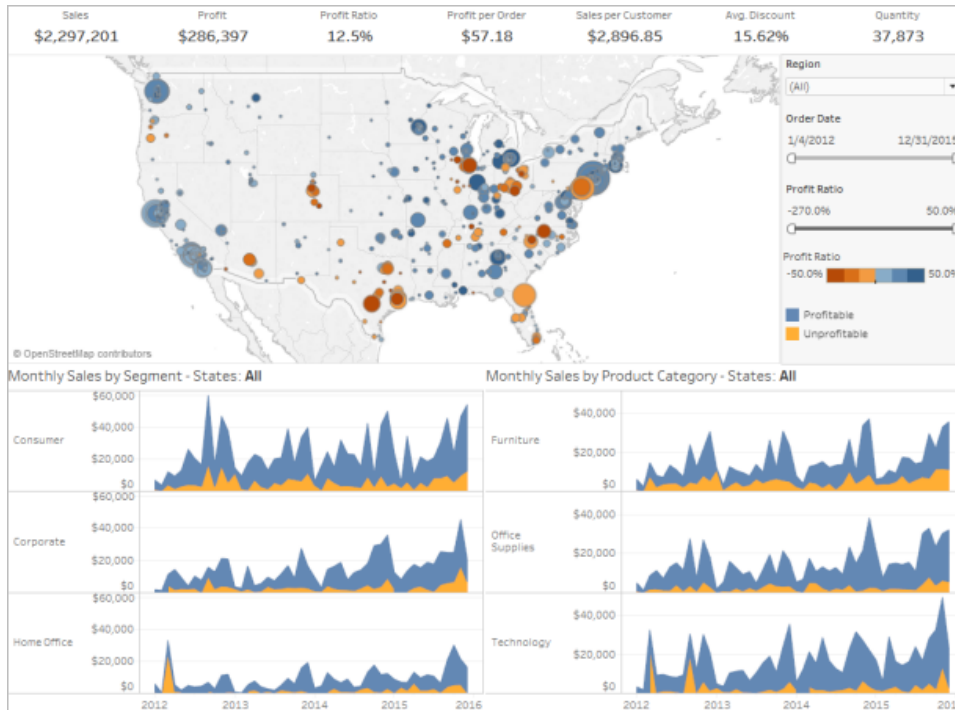 Sales Profit Profit Ratio Profit per Order Sales per Customer Avg. Discount Quantity
$2,297,201 $286,397 12.5% $57.18 $2,896.85 15.62% 37,873
Region
(All)
Order Date
1/4/2012 12/31/2015
Profit Ratio
-270.0% 50.0%
Profit Ratio
-50.0% 50.0%
Profitable
Unprofitable
© OpenStreetMap contributors
Monthly Sales by Segment - States: All
Consumer
$60,000
$40,000
$20,000
$0
Corporate
$60,000
$40,000
$20,000
$0
Home Office
$60,000
$40,000
$20,000
$0
2012 2013 2014 2015 2016
Monthly Sales by Product Category - States: All
Furniture
$40,000
$20,000
$0
Office
Supplies
$40,000
$20,000
$0
Technology
$40,000
$20,000
$0
2012 2013 2014 2015